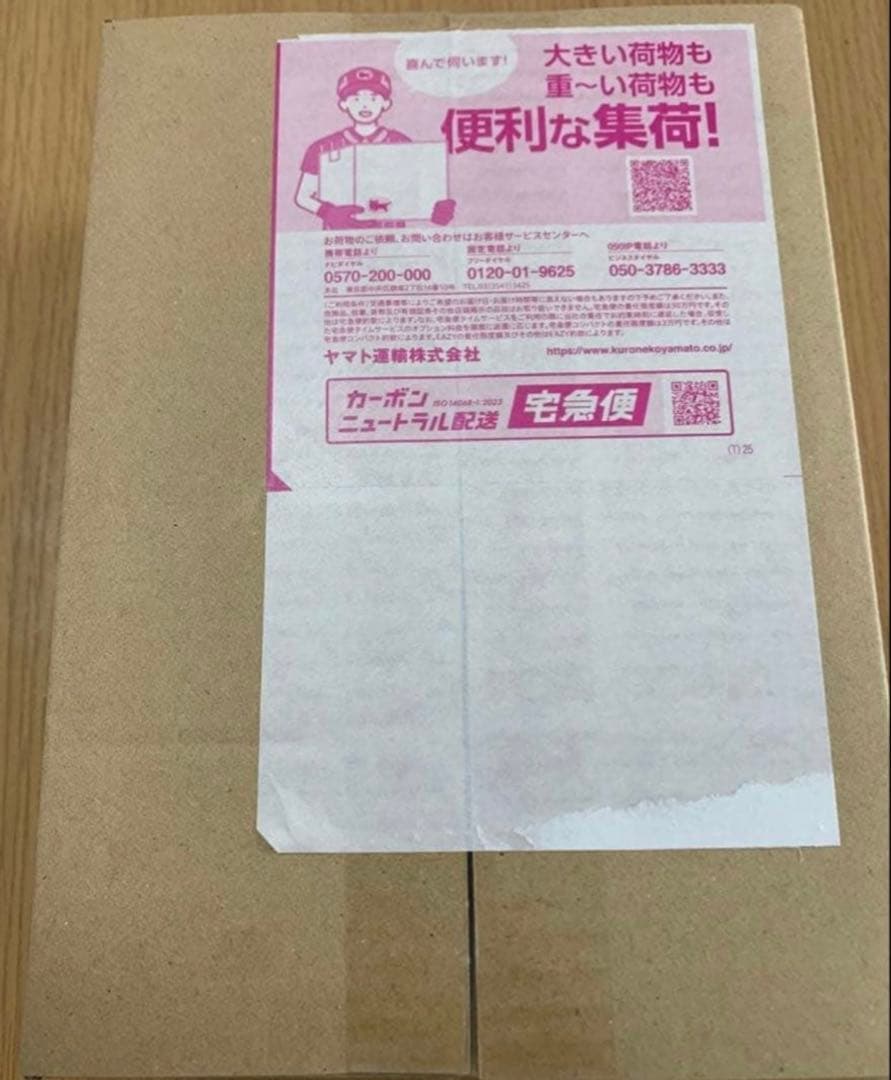 喜んで伺います!
大きい荷物も
重〜い荷物も
便利な集荷!
お荷物のご依頼、お問い合わせはお客様サービスセンターへ
携帯電話より 固定電話より 050IP電話より
ナビダイヤル フリーダイヤル ビジネスダイヤル
0570-200-000 0120-01-9625 050-3786-3333
ヤマト運輸株式会社 https://www.kuronekoyamato.co.jp/
カーボン ISO 14068-1:2023
ニュートラル配送 宅急便
(T) 25